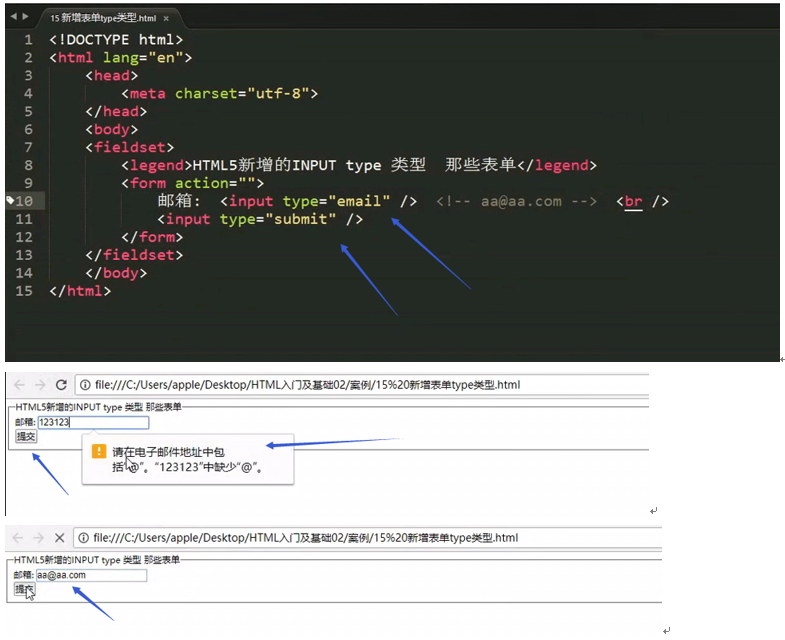 15 新增表单type类型.html ×
1 <!DOCTYPE html>
2 <html lang="en">
3 <head>
4 <meta charset="utf-8">
5 </head>
6 <body>
7 <fieldset>
8 <legend>HTML5新增的INPUT type 类型 那些表单</legend>
9 <form action="">
10 邮箱: <input type="email" /> <!-- aa@aa.com --> <br />
11 <input type="submit" />
12 </form>
13 </fieldset>
14 </body>
15 </html>
file:///C:/Users/apple/Desktop/HTML入门及基础02/案例/15%20新增表单type类型.html
HTML5新增的INPUT type 类型 那些表单
邮箱: 123123
提交
请在电子邮件地址中包
括“@”。“123123”中缺少“@”。
file:///C:/Users/apple/Desktop/HTML入门及基础02/案例/15%20新增表单type类型.html
HTML5新增的INPUT type 类型 那些表单
邮箱: aa@aa.com
提交